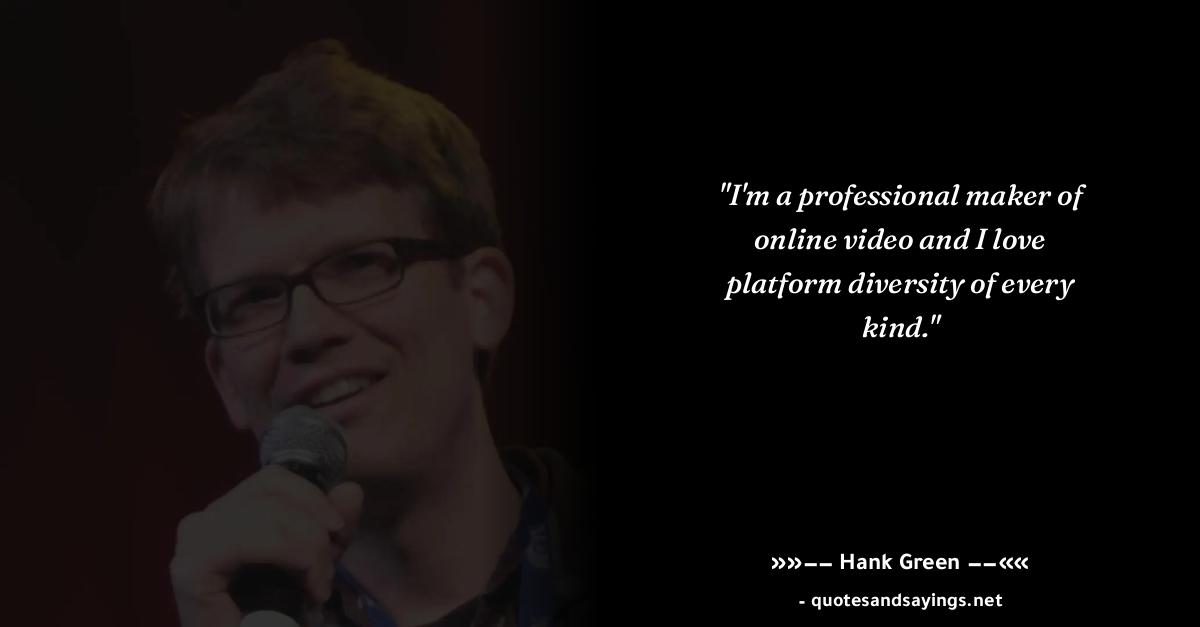 "I'm a professional maker of
online video and I love
platform diversity of every
kind."
»»–– Hank Green ––««
- quotesandsayings.net